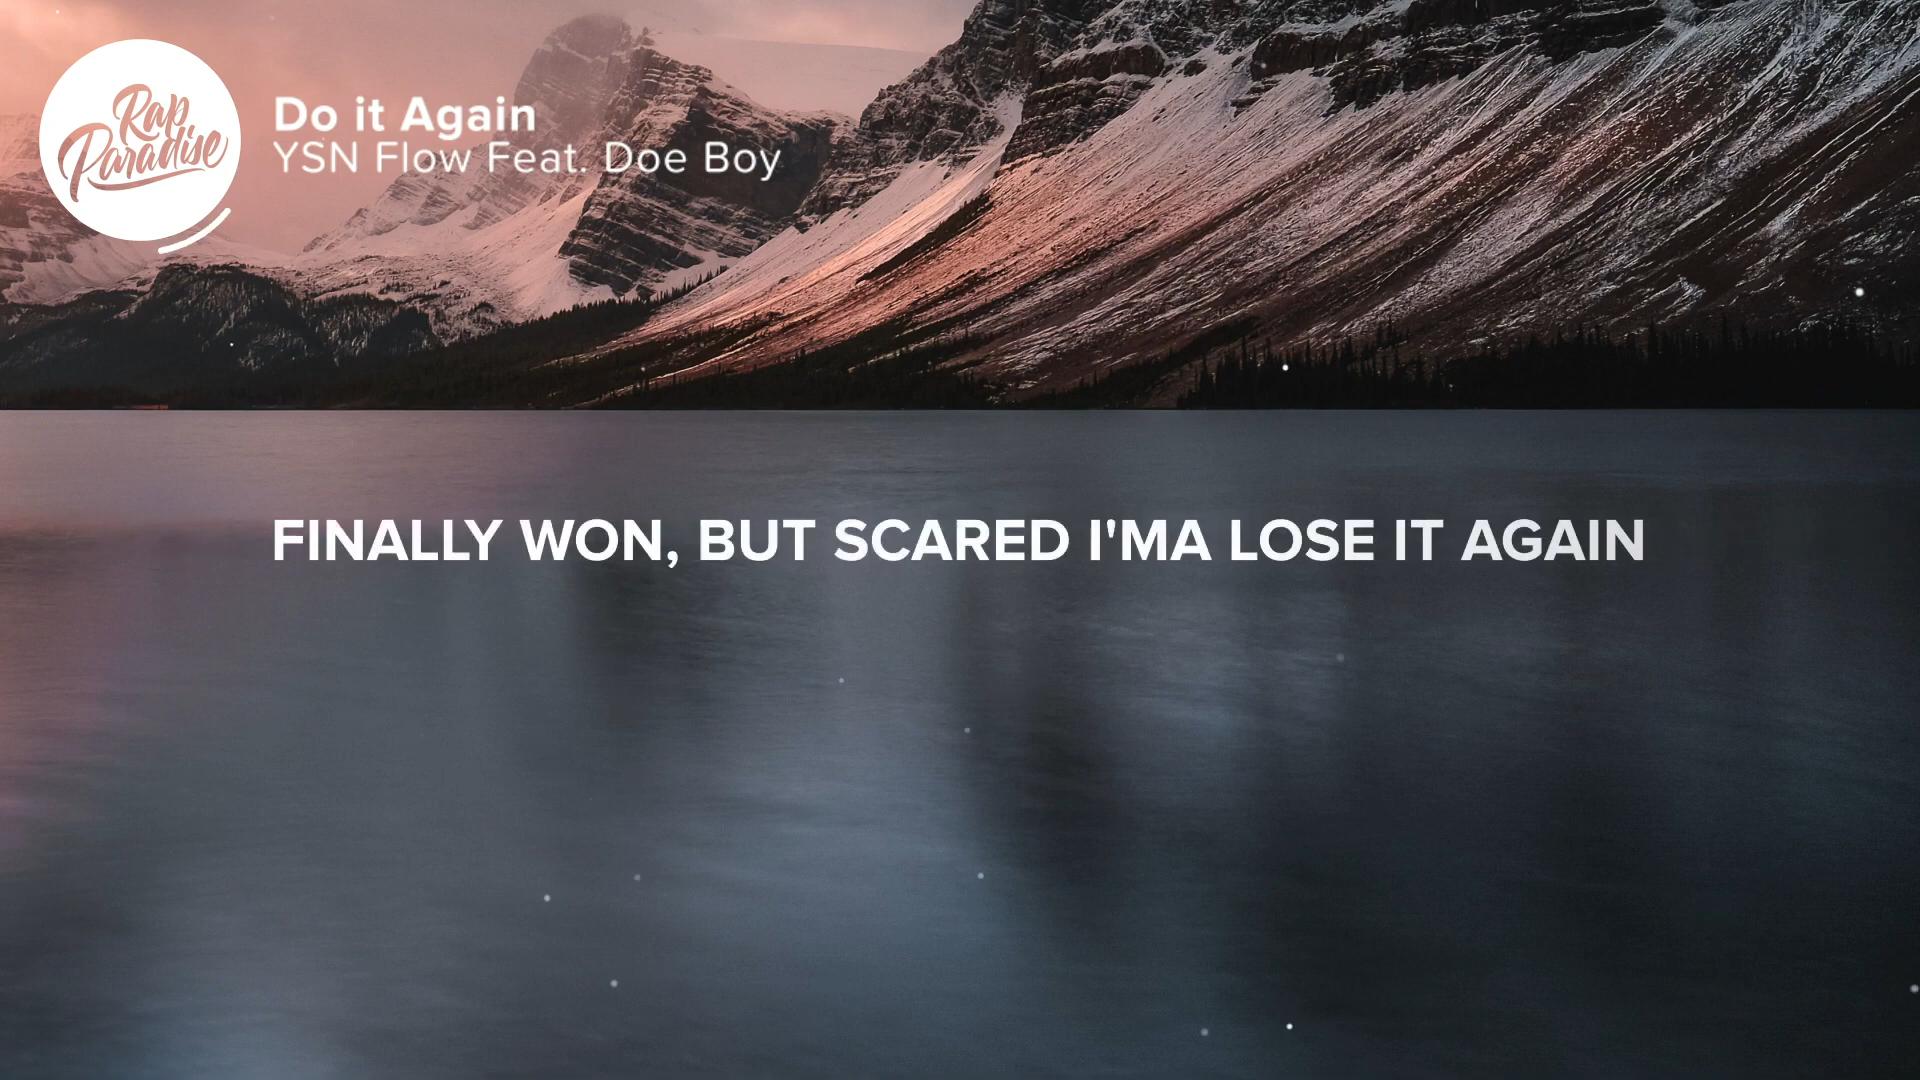 Rap
Paradise
Do it Again
YSN Flow Feat. Doe Boy
FINALLY WON, BUT SCARED I'MA LOSE IT AGAIN